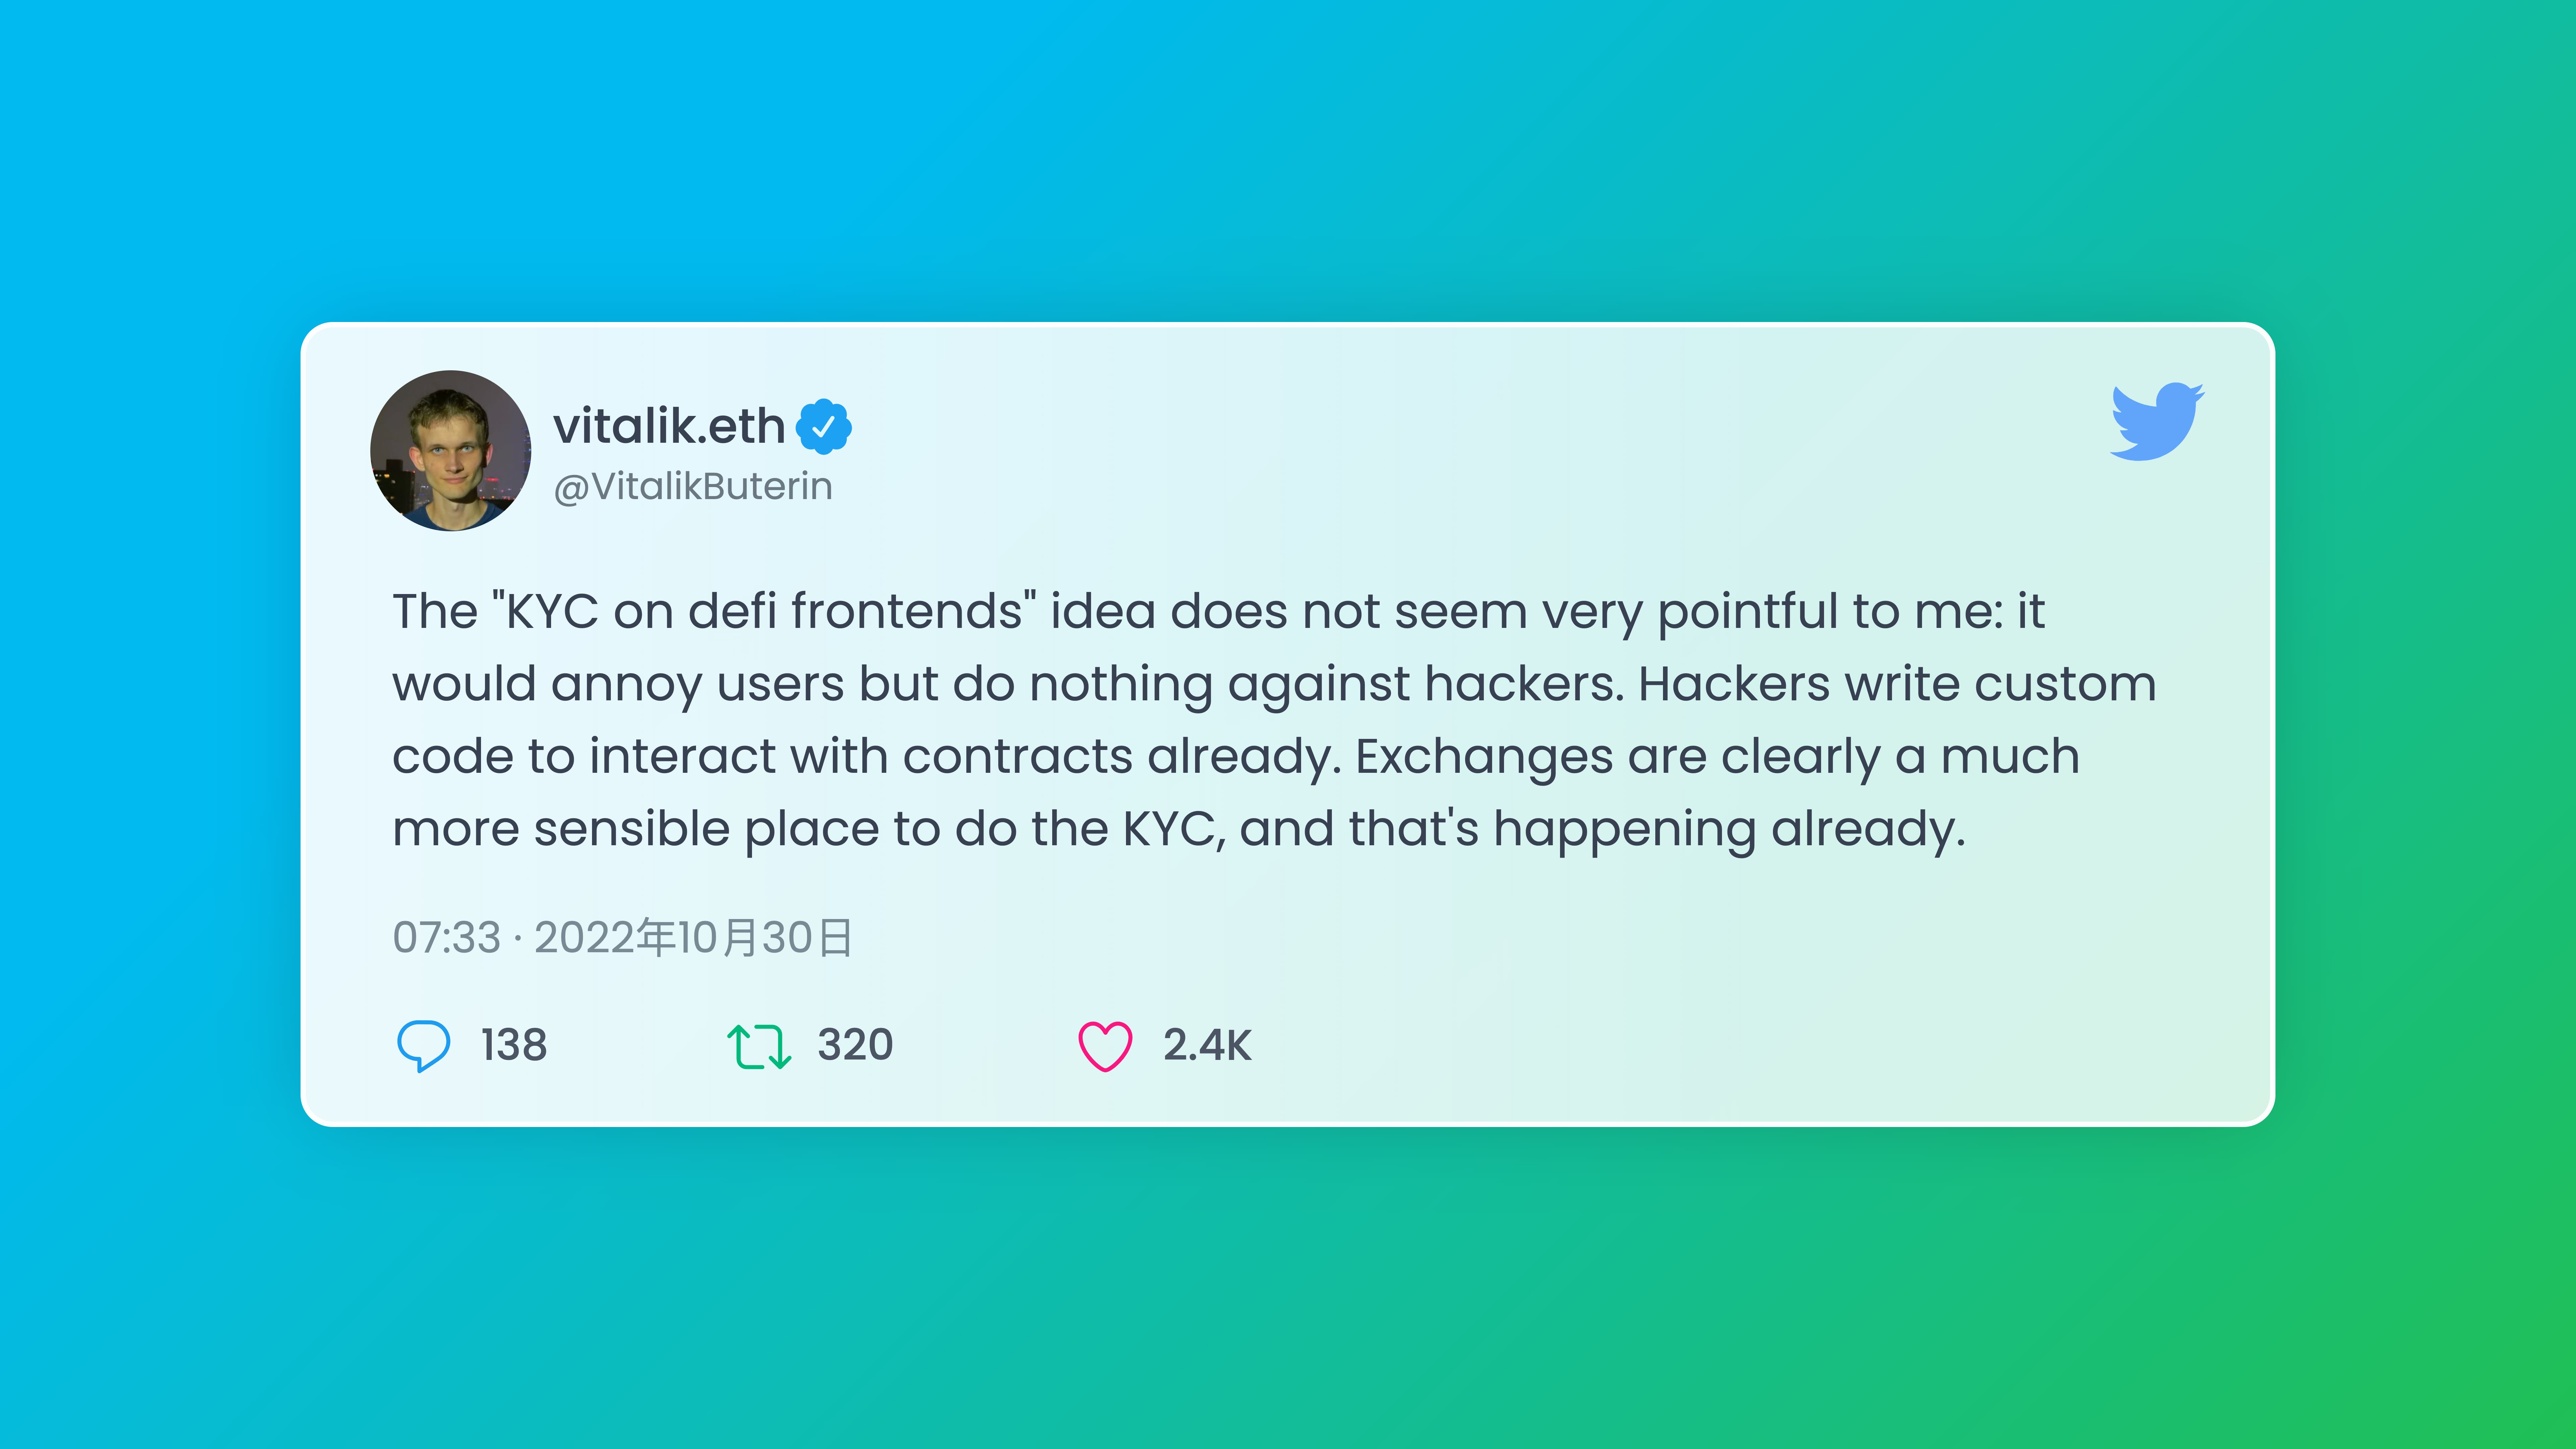 vitalik.eth
@VitalikButerin
The "KYC on defi frontends" idea does not seem very pointful to me: it
would annoy users but do nothing against hackers. Hackers write custom
code to interact with contracts already. Exchanges are clearly a much
more sensible place to do the KYC, and that's happening already.
07:33 · 2022年10月30日
138 320 2.4K